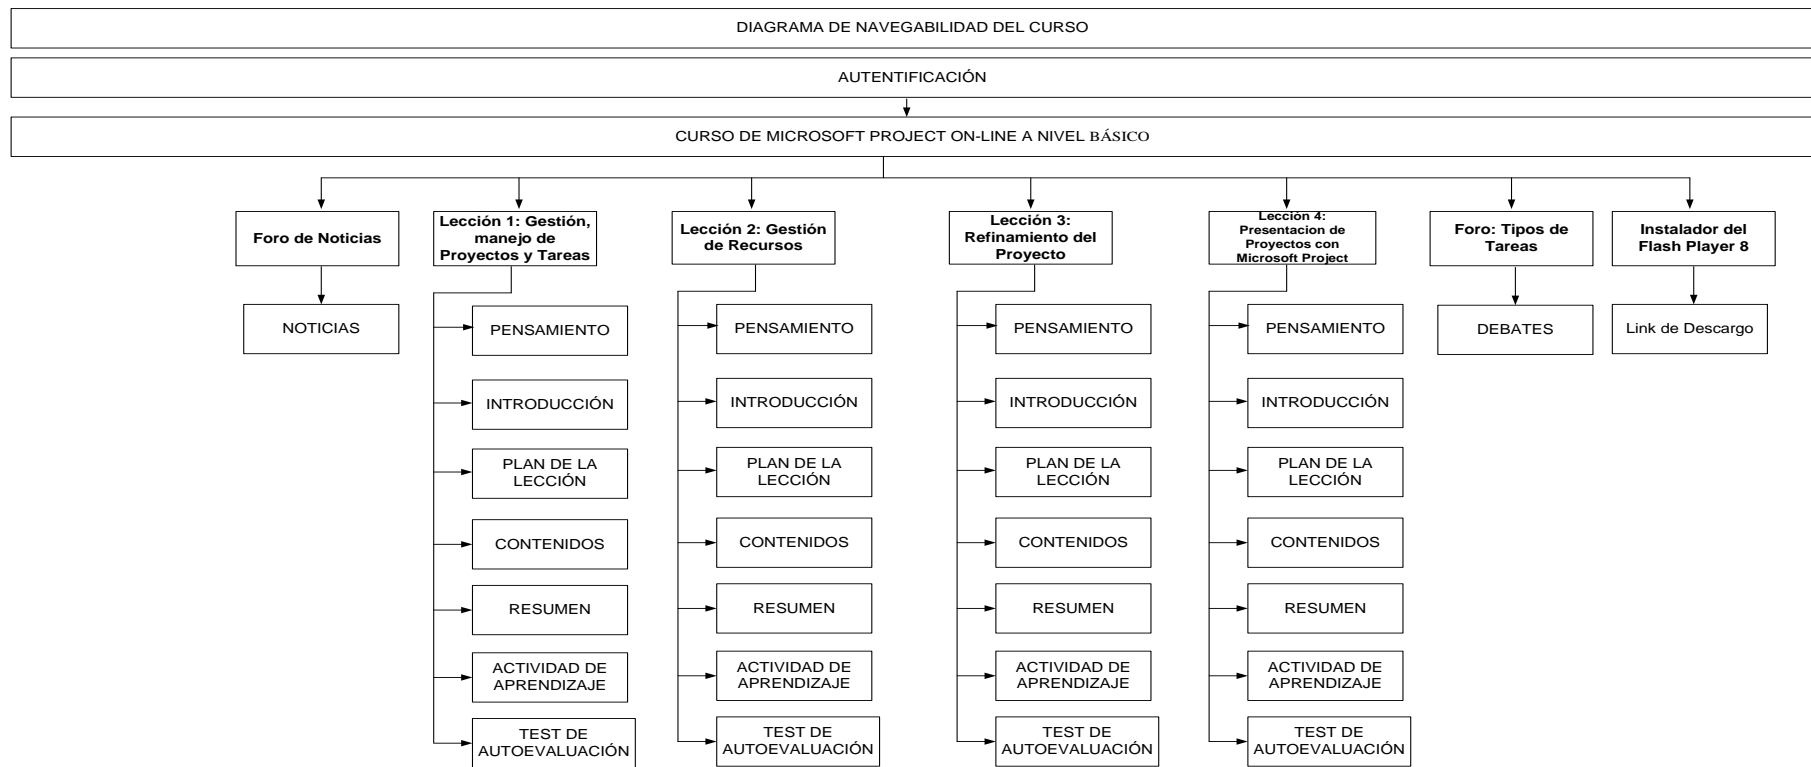 DIAGRAMA DE NAVEGABILIDAD DEL CURSO
AUTENTIFICACIÓN
CURSO DE MICROSOFT PROJECT ON-LINE A NIVEL BÁSICO
Foro de Noticias
NOTICIAS
Lección 1: Gestión,
manejo de
Proyectos y Tareas
PENSAMIENTO
INTRODUCCIÓN
PLAN DE LA
LECCIÓN
CONTENIDOS
RESUMEN
ACTIVIDAD DE
APRENDIZAJE
TEST DE
AUTOEVALUACIÓN
Lección 2: Gestión
de Recursos
PENSAMIENTO
INTRODUCCIÓN
PLAN DE LA
LECCIÓN
CONTENIDOS
RESUMEN
ACTIVIDAD DE
APRENDIZAJE
TEST DE
AUTOEVALUACIÓN
Lección 3:
Refinamiento del
Proyecto
PENSAMIENTO
INTRODUCCIÓN
PLAN DE LA
LECCIÓN
CONTENIDOS
RESUMEN
ACTIVIDAD DE
APRENDIZAJE
TEST DE
AUTOEVALUACIÓN
Lección 4:
Presentacion de
Proyectos con
Microsoft Project
PENSAMIENTO
INTRODUCCIÓN
PLAN DE LA
LECCIÓN
CONTENIDOS
RESUMEN
ACTIVIDAD DE
APRENDIZAJE
TEST DE
AUTOEVALUACIÓN
Foro: Tipos de
Tareas
DEBATES
Instalador del
Flash Player 8
Link de Descargo